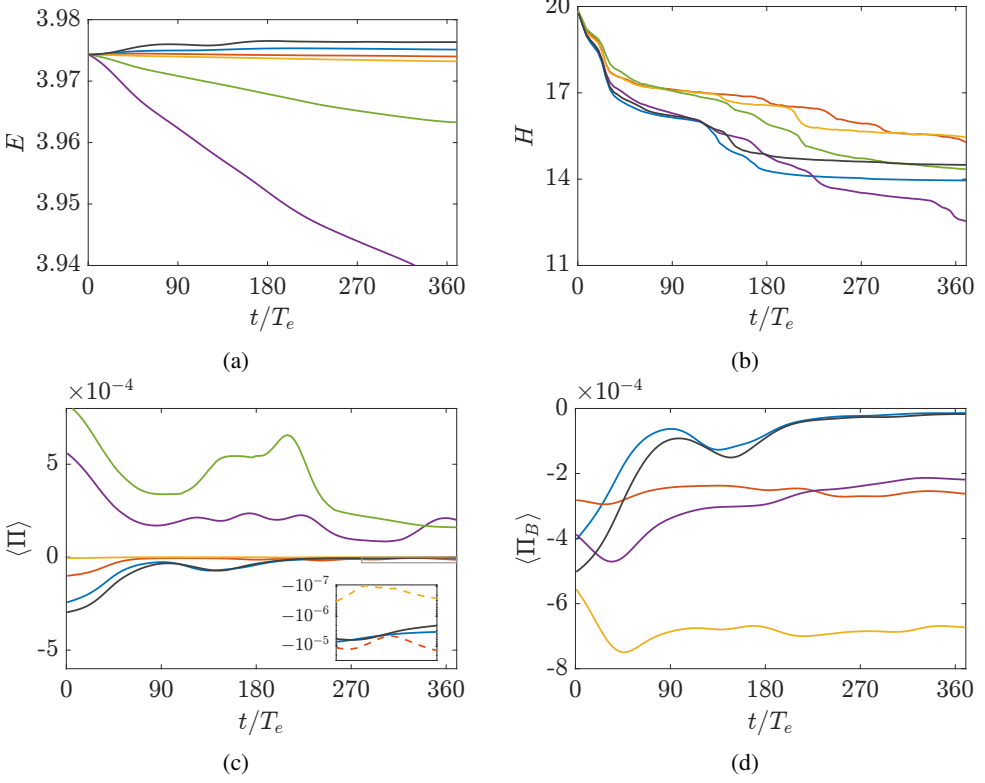 3.98
3.97
3.96
3.95
3.94
E
0 90 180 270 360
t/T_e
(a)
20
17
14
11
H
0 90 180 270 360
t/T_e
(b)
×10⁻⁴
5
0
-5
⟨Π⟩
−10⁻⁷
−10⁻⁶
−10⁻⁵
0 90 180 270 360
t/T_e
(c)
×10⁻⁴
0
-2
-4
-6
-8
⟨Π_B⟩
0 90 180 270 360
t/T_e
(d)